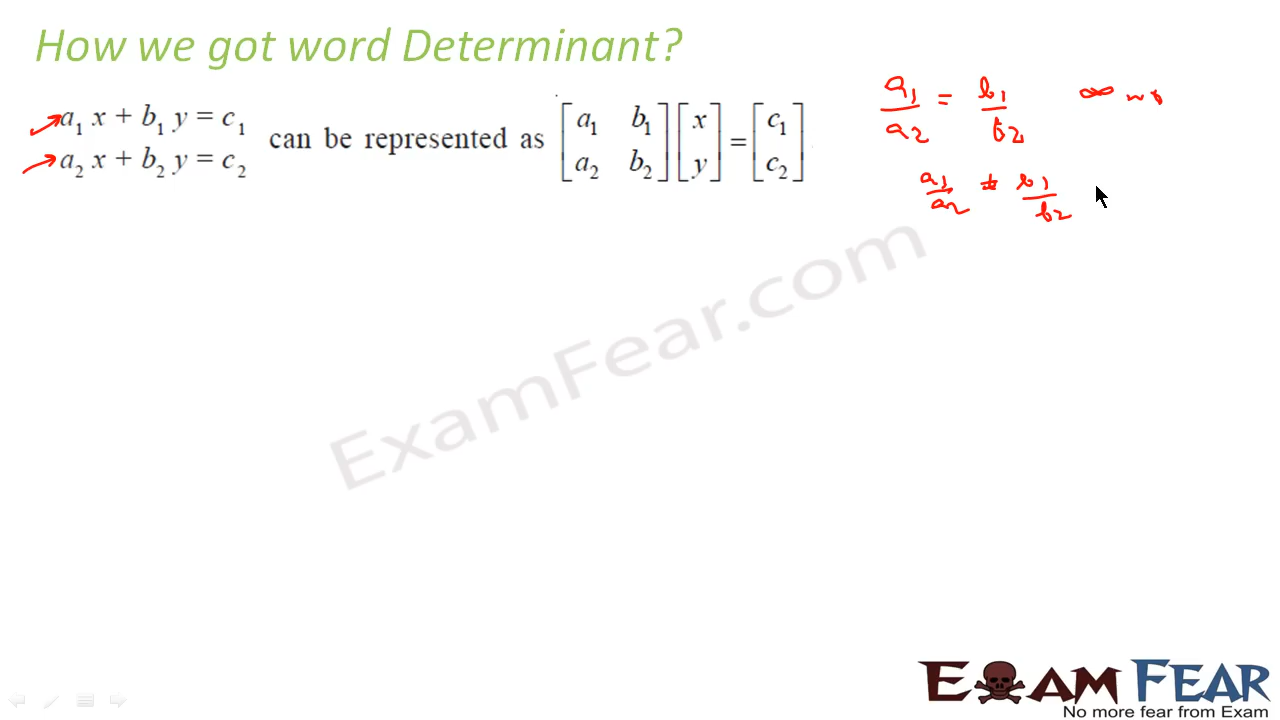 How we got word Determinant?
a₁ x + b₁ y = c₁
a₂ x + b₂ y = c₂
can be represented as [a₁ b₁ a₂ b₂] [x y] = [c₁ c₂]
a₁/a₂ = b₁/b₂ ∞
a₁/a₂ ≠ b₁/b₂
ExamFear.com
EXAM FEAR
No more fear from Exam